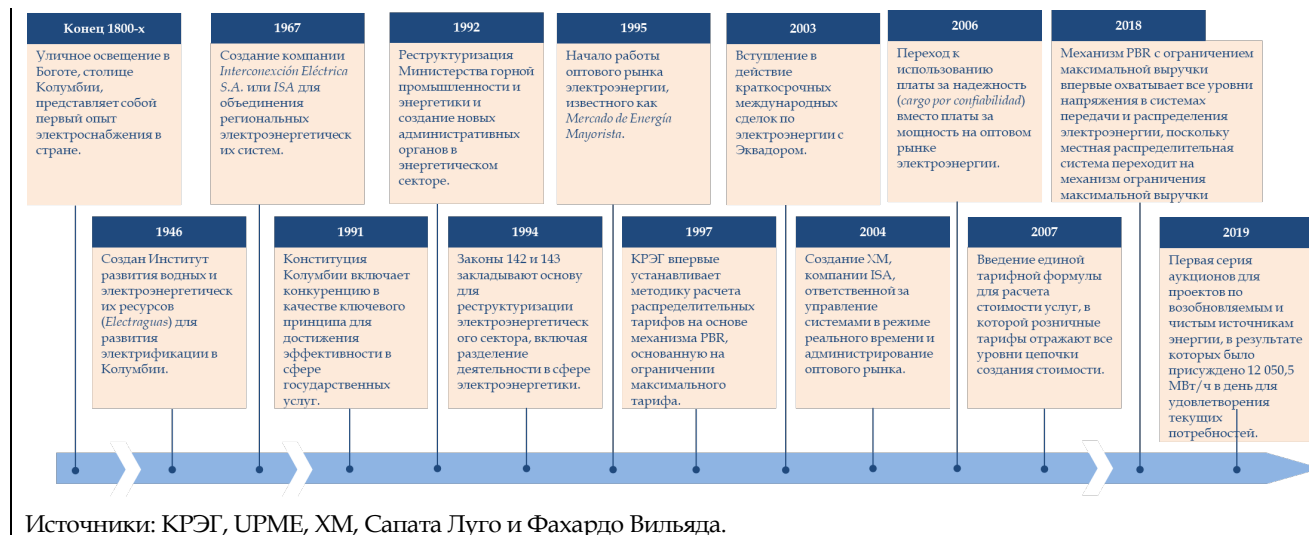 Конец 1800-х
Уличное освещение в
Боготе, столице
Колумбии,
представляет собой
первый опыт
электроснабжения в
стране.
1967
Создание компании
Interconexción Eléctrica
S.A. или ISA для
объединения
региональных
электроэнергетическ
их систем.
1992
Реструктуризация
Министерства горной
промышленности и
энергетики и
создание новых
административных
органов в
энергетическом
секторе.
1995
Начало работы
оптового рынка
электроэнергии,
известного как
Mercado de Energía
Mayorista.
2003
Вступление в
действие
краткосрочных
международных
сделок по
электроэнергии с
Эквадором.
2006
Переход к
использованию
платы за надежность
(cargo por confiabilidad)
вместо платы за
мощность на оптовом
рынке
электроэнергии.
2018
Механизм PBR с ограничением
максимальной выручки
впервые охватывает все уровни
напряжения в системах
передачи и распределения
электроэнергии, поскольку
местная распределительная
система переходит на
механизм ограничения
максимальной выручки
1946
Создан Институт
развития водных и
электроэнергетическ
их ресурсов
(Electraguas) для
развития
электрификации в
Колумбии.
1991
Конституция
Колумбии включает
конкуренцию в
качестве ключевого
принципа для
достижения
эффективности в
сфере
государственных
услуг.
1994
Законы 142 и 143
закладывают основу
для
реструктуризации
электроэнергетическ
ого сектора, включая
разделение
деятельности в сфере
электроэнергетики.
1997
КРЭГ впервые
устанавливает
методику расчета
распределительных
тарифов на основе
механизма PBR,
основанную на
ограничении
максимального
тарифа.
2004
Создание XM,
компании ISA,
ответственной за
управление
системами в режиме
реального времени и
администрирование
оптового рынка.
2007
Введение единой
тарифной формулы
для расчета
стоимости услуг, в
которой розничные
тарифы отражают все
уровни цепочки
создания стоимости.
2019
Первая серия
аукционов для
проектов по
возобновляемым и
чистым источникам
энергии, в результате
которых было
присуждено 12 050,5
МВт/ч в день для
удовлетворения
текущих
потребностей.
Источники: КРЭГ, UPME, XM, Сапата Луго и Фахардо Вильяда.